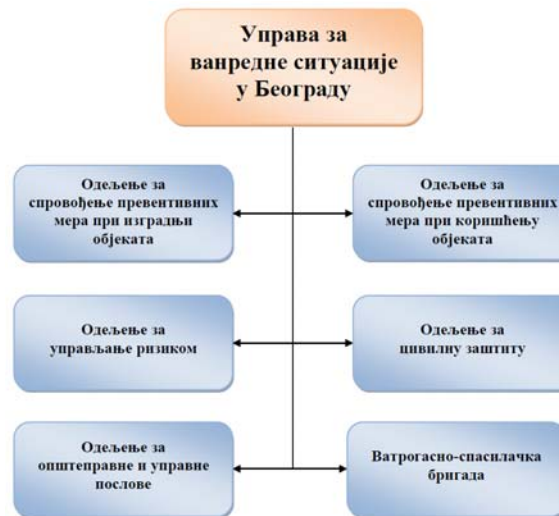 Управа за
ванредне ситуације
у Београду
Одељење за
спровођење превентивних
мера при изградњи
објеката
Одељење за
спровођење превентивних
мера при коришћењу
објеката
Одељење за
управљање ризиком
Одељење за
цивилну заштиту
Одељење за
општеправне и управне
послове
Ватрогасно-спасилачка
бригада